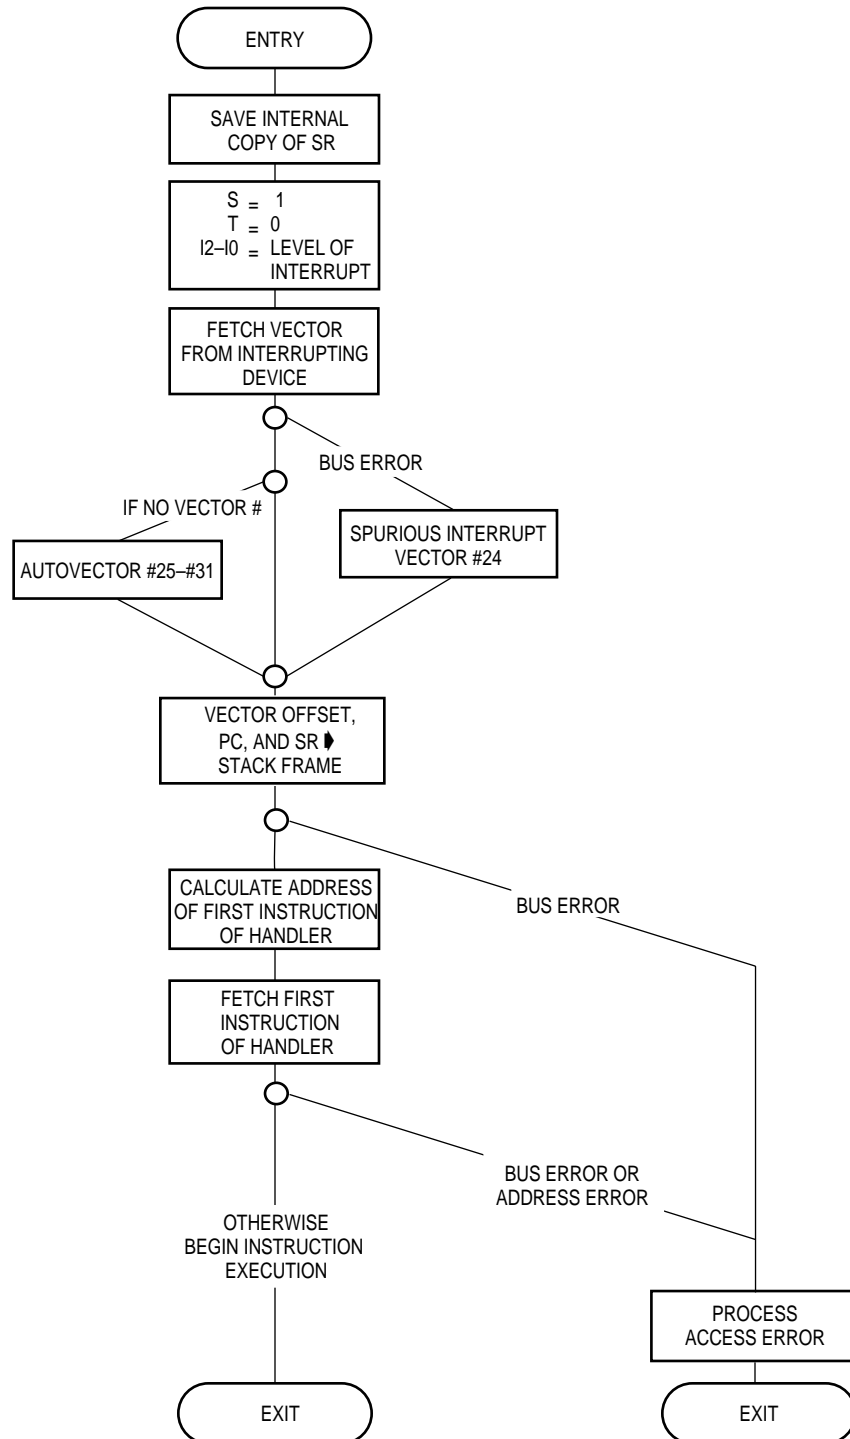 ENTRY
SAVE INTERNAL
COPY OF SR
S = 1
T = 0
I2–I0 = LEVEL OF
INTERRUPT
FETCH VECTOR
FROM INTERRUPTING
DEVICE
BUS ERROR
IF NO VECTOR #
SPURIOUS INTERRUPT
VECTOR #24
AUTOVECTOR #25–#31
VECTOR OFFSET,
PC, AND SR ➧
STACK FRAME
CALCULATE ADDRESS
OF FIRST INSTRUCTION
OF HANDLER
BUS ERROR
FETCH FIRST
INSTRUCTION
OF HANDLER
BUS ERROR OR
ADDRESS ERROR
OTHERWISE
BEGIN INSTRUCTION
EXECUTION
PROCESS
ACCESS ERROR
EXIT
EXIT